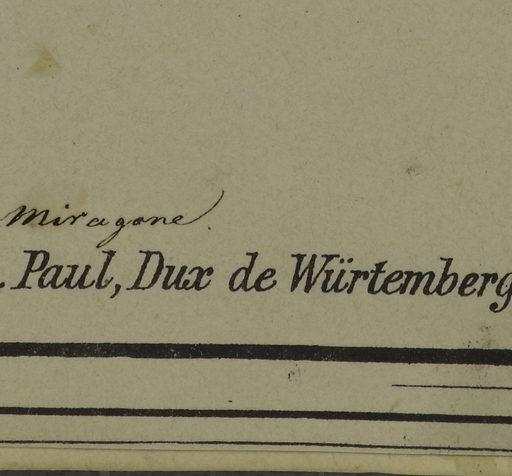 Miragone.
. Paul, Dux de Würtemberg